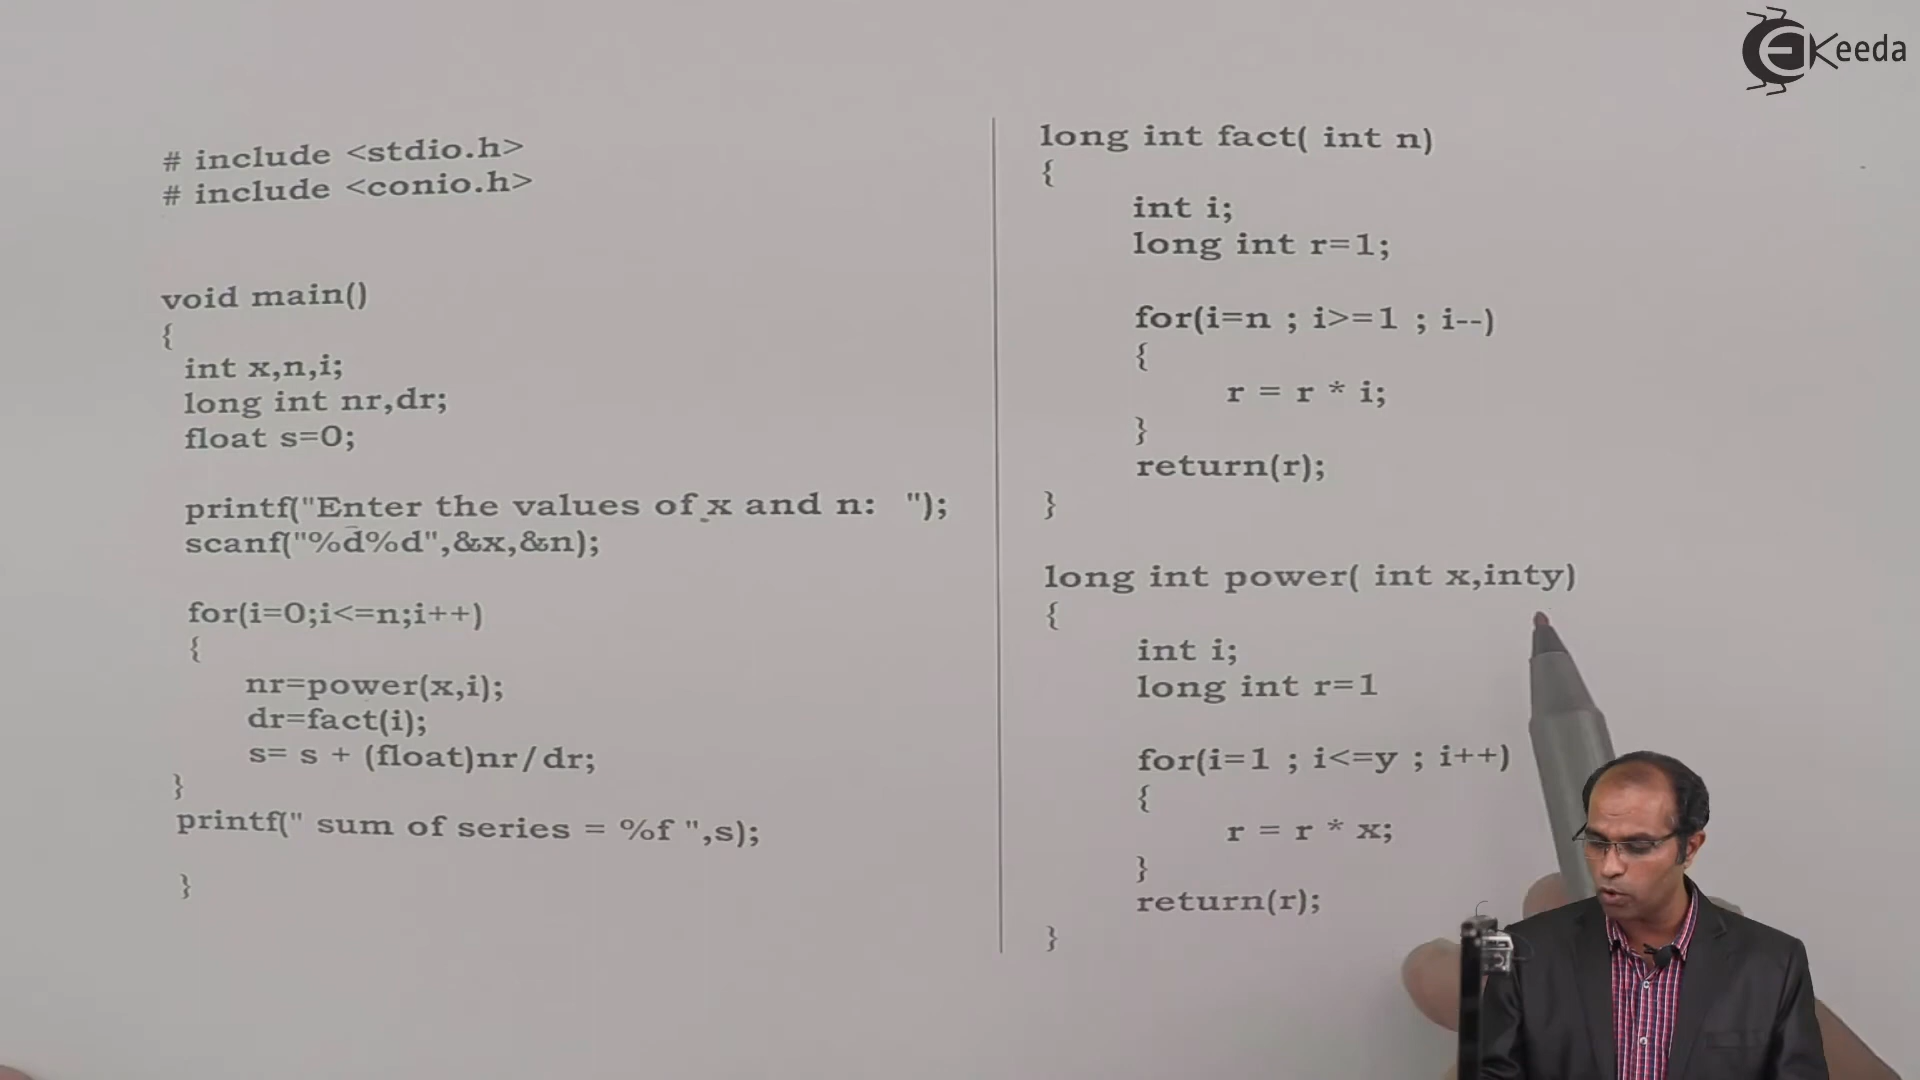 EKeeda
# include <stdio.h>
# include <conio.h>
void main()
{
int x,n,i;
long int nr,dr;
float s=0;
printf("Enter the values of x and n:  ");
scanf("%d%d",&x,&n);
for(i=0;i<=n;i++)
{
nr=power(x,i);
dr=fact(i);
s= s + (float)nr/dr;
}
printf(" sum of series = %f ",s);
}
long int fact( int n)
{
int i;
long int r=1;
for(i=n ; i>=1 ; i--)
{
r = r * i;
}
return(r);
}
long int power( int x,inty)
{
int i;
long int r=1
for(i=1 ; i<=y ; i++)
{
r = r * x;
}
return(r);
}